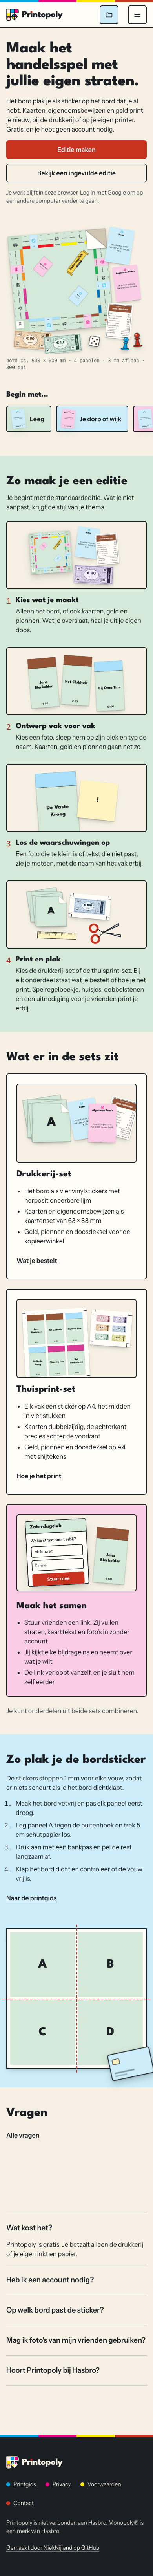 Printopoly
Maak het
handelsspel met
jullie eigen straten.
Het bord plak je als sticker op het bord dat je al
hebt. Kaarten, eigendomsbewijzen en geld print
je nieuw, bij de drukkerij of op je eigen printer.
Gratis, en je hebt geen account nodig.
Editie maken
Bekijk een ingevulde editie
Je werk blijft in deze browser. Log in met Google om op
een andere computer verder te gaan.
bord ca. 500 × 500 mm · 4 panelen · 3 mm afloop ·
300 dpi
Begin met…
Leeg
Je dorp of wijk
Zo maak je een editie
Je begint met de standaardeditie. Wat je niet
aanpast, krijgt de stijl van je thema.
1 Kies wat je maakt
Alleen het bord, of ook kaarten, geld en
pionnen. Wat je overslaat, haal je uit je eigen
doos.
Jans
Bierkelder
Het Clubhuis
Bij Oma Tine
2 Ontwerp vak voor vak
Kies een foto, sleep hem op zijn plek en typ de
naam. Kaarten, geld en pionnen gaan net zo.
De Vaste
Kroeg
!
3 Los de waarschuwingen op
Een foto die te klein is of tekst die niet past,
zie je meteen, met de naam van het vak erbij.
A
4 Print en plak
Kies de drukkerij-set of de thuisprint-set. Bij
elk onderdeel staat wat je bestelt of hoe je het
print. Spelregelboekje, huisjes, dobbelstenen
en een uitnodiging voor je vrienden print je
erbij.
Wat er in de sets zit
A
Drukkerij-set
• Het bord als vier vinylstickers met
herpositioneerbare lijm
• Kaarten en eigendomsbewijzen als
kaartenset van 63 × 88 mm
• Geld, pionnen en doosdeksel voor de
kopieerwinkel
Wat je bestelt
Thuisprint-set
• Elk vak een sticker op A4, het midden
in vier stukken
• Kaarten dubbelzijdig, de achterkant
precies achter de voorkant
• Geld, pionnen en doosdeksel op A4
met snijtekens
Hoe je het print
Zaterdagclub
Welke straat hoort erbij?
Molenweg
Sanne
Stuur mee
Jans
Bierkelder
Maak het samen
• Stuur vrienden een link. Zij vullen
straten, kaarttekst en foto's in zonder
account
• Jij kijkt elke bijdrage na en neemt over
wat je wilt
• De link verloopt vanzelf, en je sluit hem
zelf eerder
Je kunt onderdelen uit beide sets combineren.
Zo plak je de bordsticker
De stickers stoppen 1 mm voor elke vouw, zodat
er niets scheurt als je het bord dichtklapt.
1. Maak het bord vetvrij en pas elk paneel eerst
droog.
2. Leg paneel A tegen de buitenhoek en trek 5
cm schutpapier los.
3. Druk aan met een bankpas en pel de rest
langzaam af.
4. Klap het bord dicht en controleer of de vouw
vrij is.
Naar de printgids
A
B
C
D
Vragen
Alle vragen
Wat kost het?
Printopoly is gratis. Je betaalt alleen de drukkerij
of je eigen inkt en papier.
Heb ik een account nodig?
Op welk bord past de sticker?
Mag ik foto's van mijn vrienden gebruiken?
Hoort Printopoly bij Hasbro?
Printopoly
Printgids
Privacy
Voorwaarden
Contact
Printopoly is niet verbonden aan Hasbro. Monopoly® is
een merk van Hasbro.
Gemaakt door NiekNijland op GitHub